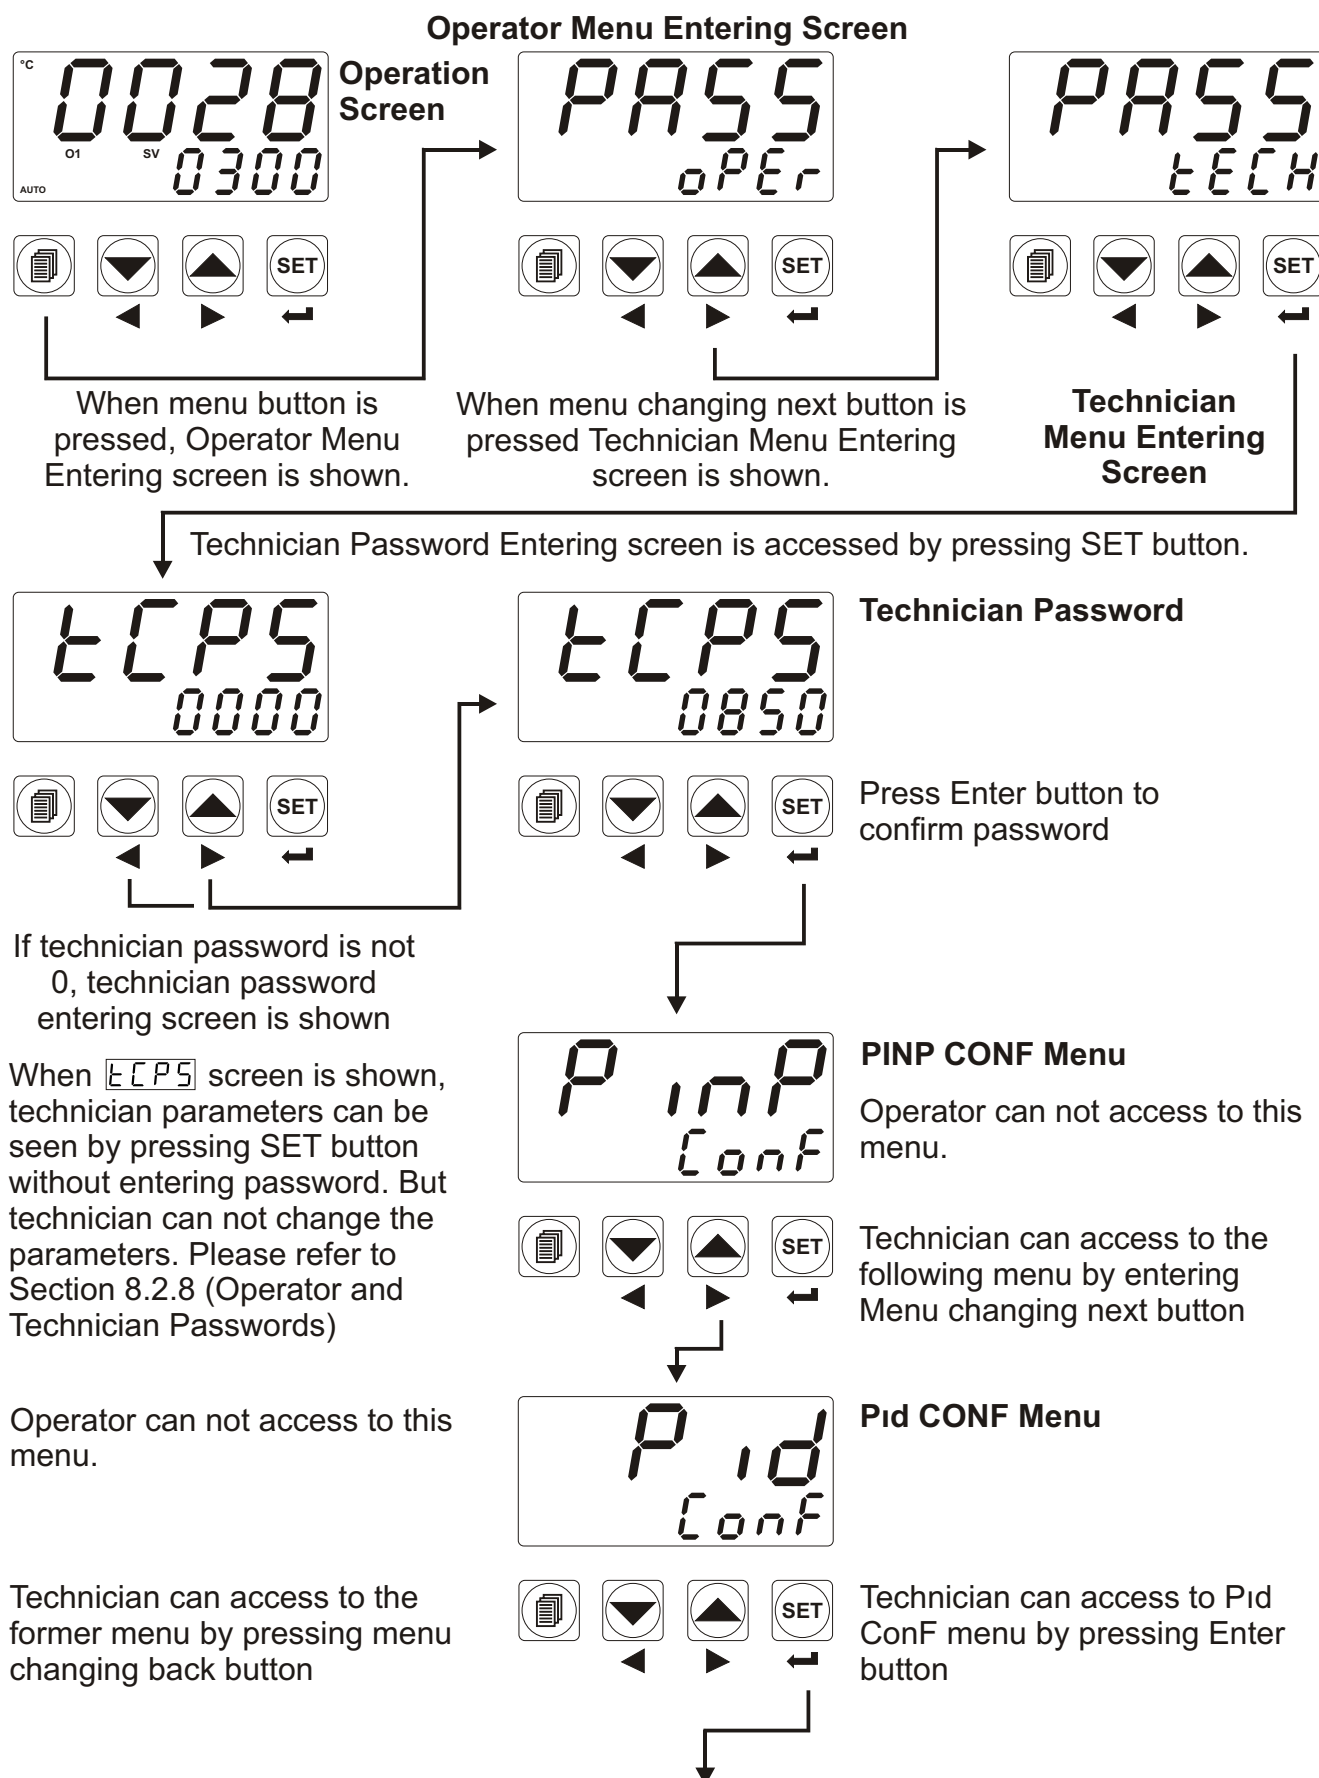 Operator Menu Entering Screen
°C
0028
O1
SV
0300
AUTO
Operation
Screen
PASS
oPEr
PASS
tECH
SET
SET
SET
When menu button is
pressed, Operator Menu
Entering screen is shown.
When menu changing next button is
pressed Technician Menu Entering
screen is shown.
Technician
Menu Entering
Screen
Technician Password Entering screen is accessed by pressing SET button.
tCPS
0000
tCPS
0850
Technician Password
SET
SET
Press Enter button to
confirm password
If technician password is not
0, technician password
entering screen is shown
When tCPS screen is shown,
technician parameters can be
seen by pressing SET button
without entering password. But
technician can not change the
parameters. Please refer to
Section 8.2.8 (Operator and
Technician Passwords)
P ınP
ConF
PINP CONF Menu
Operator can not access to this
menu.
SET
Technician can access to the
following menu by entering
Menu changing next button
Operator can not access to this
menu.
P ıd
ConF
Pıd CONF Menu
Technician can access to the
former menu by pressing menu
changing back button
SET
Technician can access to Pıd
ConF menu by pressing Enter
button